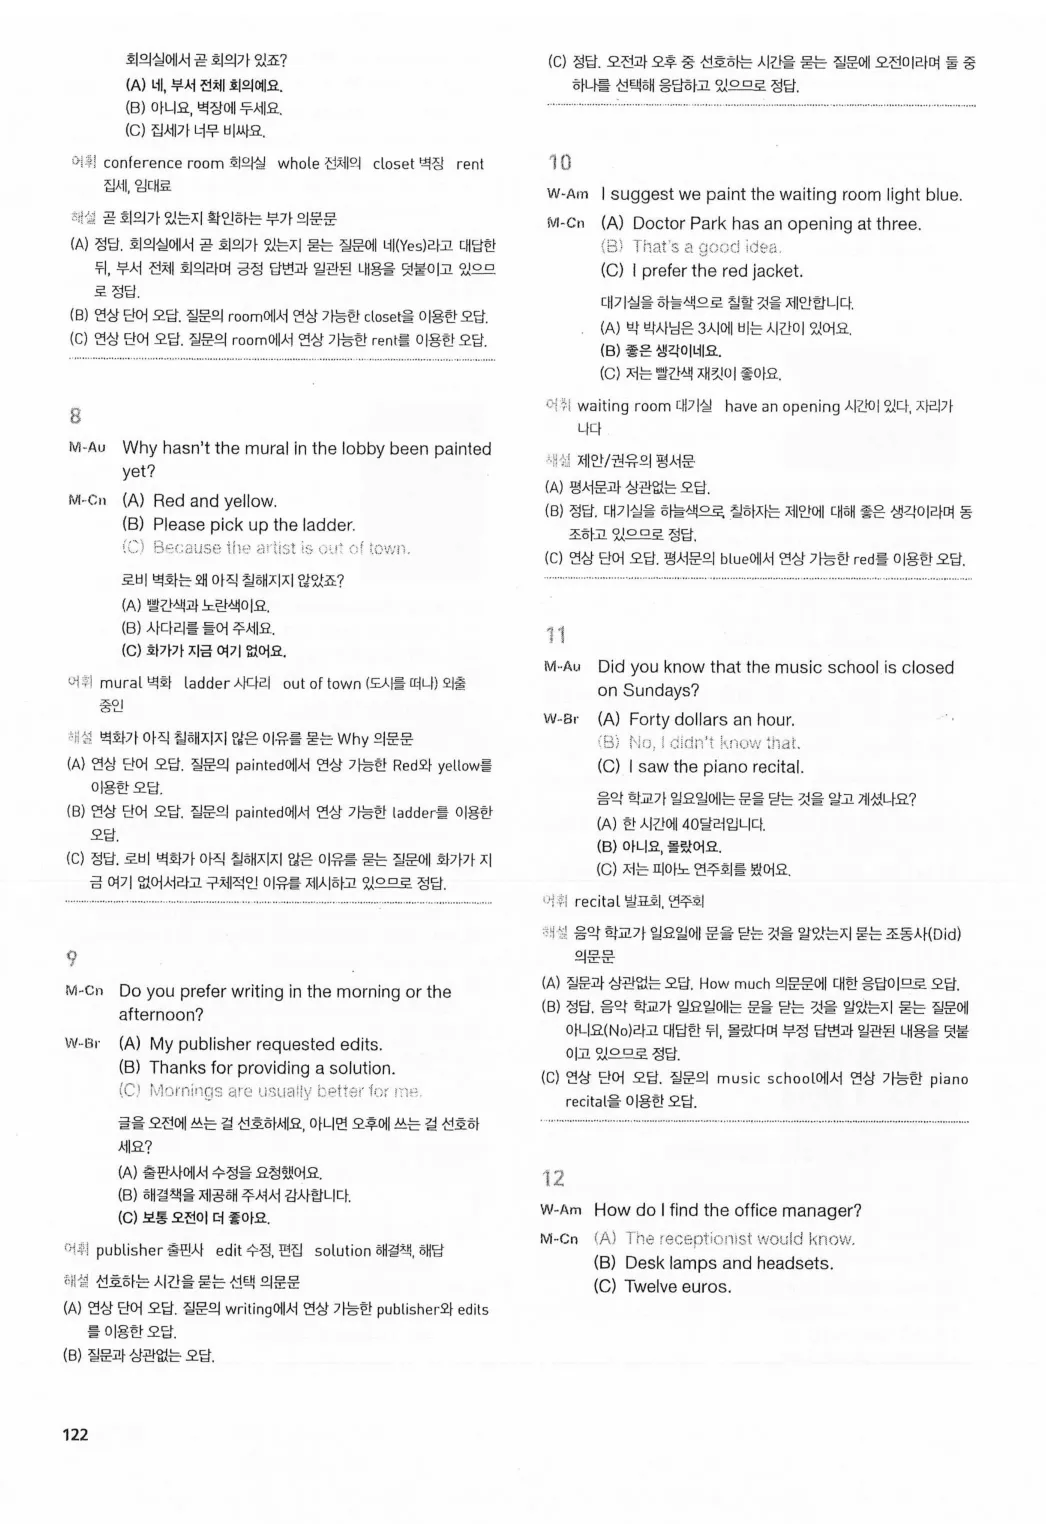 회의실에서 곧 회의가 있죠?
(A) 네, 부서 전체 회의예요.
(B) 아니요, 벽장에 두세요.
(C) 집세가 너무 비싸요.
어휘 conference room 회의실 whole 전체의 closet 벽장 rent
집세, 임대료
해설 곧 회의가 있는지 확인하는 부가 의문문
(A) 정답. 회의실에서 곧 회의가 있는지 묻는 질문에 네(Yes)라고 대답한
뒤, 부서 전체 회의라며 긍정 답변과 일관된 내용을 덧붙이고 있으므
로 정답.
(B) 연상 단어 오답. 질문의 room에서 연상 가능한 closet을 이용한 오답.
(C) 연상 단어 오답. 질문의 room에서 연상 가능한 rent를 이용한 오답.
8
M-Au Why hasn't the mural in the lobby been painted
yet?
M-Cn (A) Red and yellow.
(B) Please pick up the ladder.
(C) Because the artist is out of town.
로비 벽화는 왜 아직 칠해지지 않았죠?
(A) 빨간색과 노란색이요.
(B) 사다리를 들어 주세요.
(C) 화가가 지금 여기 없어요.
어휘 mural 벽화 ladder 사다리 out of town (도시를 떠나) 외출
중인
해설 벽화가 아직 칠해지지 않은 이유를 묻는 Why 의문문
(A) 연상 단어 오답. 질문의 painted에서 연상 가능한 Red와 yellow를
이용한 오답.
(B) 연상 단어 오답. 질문의 painted에서 연상 가능한 ladder를 이용한
오답.
(C) 정답. 로비 벽화가 아직 칠해지지 않은 이유를 묻는 질문에 화가가 지
금 여기 없어서라고 구체적인 이유를 제시하고 있으므로 정답.
9
M-Cn Do you prefer writing in the morning or the
afternoon?
W-Br (A) My publisher requested edits.
(B) Thanks for providing a solution.
(C) Mornings are usually better for me.
글을 오전에 쓰는 걸 선호하세요, 아니면 오후에 쓰는 걸 선호하
세요?
(A) 출판사에서 수정을 요청했어요.
(B) 해결책을 제공해 주셔서 감사합니다.
(C) 보통 오전이 더 좋아요.
어휘 publisher 출판사 edit 수정, 편집 solution 해결책, 해답
해설 선호하는 시간을 묻는 선택 의문문
(A) 연상 단어 오답. 질문의 writing에서 연상 가능한 publisher와 edits
를 이용한 오답.
(B) 질문과 상관없는 오답.
(C) 정답. 오전과 오후 중 선호하는 시간을 묻는 질문에 오전이라며 둘 중
하나를 선택해 응답하고 있으므로 정답.
10
W-Am I suggest we paint the waiting room light blue.
M-Cn (A) Doctor Park has an opening at three.
(B) That's a good idea.
(C) I prefer the red jacket.
대기실을 하늘색으로 칠할 것을 제안합니다.
(A) 박 박사님은 3시에 비는 시간이 있어요.
(B) 좋은 생각이네요.
(C) 저는 빨간색 재킷이 좋아요.
어휘 waiting room 대기실 have an opening 시간이 있다, 자리가
나다
해설 제안/권유의 평서문
(A) 평서문과 상관없는 오답.
(B) 정답. 대기실을 하늘색으로 칠하자는 제안에 대해 좋은 생각이라며 동
조하고 있으므로 정답.
(C) 연상 단어 오답. 평서문의 blue에서 연상 가능한 red를 이용한 오답.
11
M-Au Did you know that the music school is closed
on Sundays?
W-Br (A) Forty dollars an hour.
(B) No, I didn't know that.
(C) I saw the piano recital.
음악 학교가 일요일에는 문을 닫는 것을 알고 계셨나요?
(A) 한 시간에 40달러입니다.
(B) 아니요, 몰랐어요.
(C) 저는 피아노 연주회를 봤어요.
어휘 recital 발표회, 연주회
해설 음악 학교가 일요일에 문을 닫는 것을 알았는지 묻는 조동사(Did)
의문문
(A) 질문과 상관없는 오답. How much 의문문에 대한 응답이므로 오답.
(B) 정답. 음악 학교가 일요일에는 문을 닫는 것을 알았는지 묻는 질문에
아니요(No)라고 대답한 뒤, 몰랐다며 부정 답변과 일관된 내용을 덧붙
이고 있으므로 정답.
(C) 연상 단어 오답. 질문의 music school에서 연상 가능한 piano
recital을 이용한 오답.
12
W-Am How do I find the office manager?
M-Cn (A) The receptionist would know.
(B) Desk lamps and headsets.
(C) Twelve euros.
122